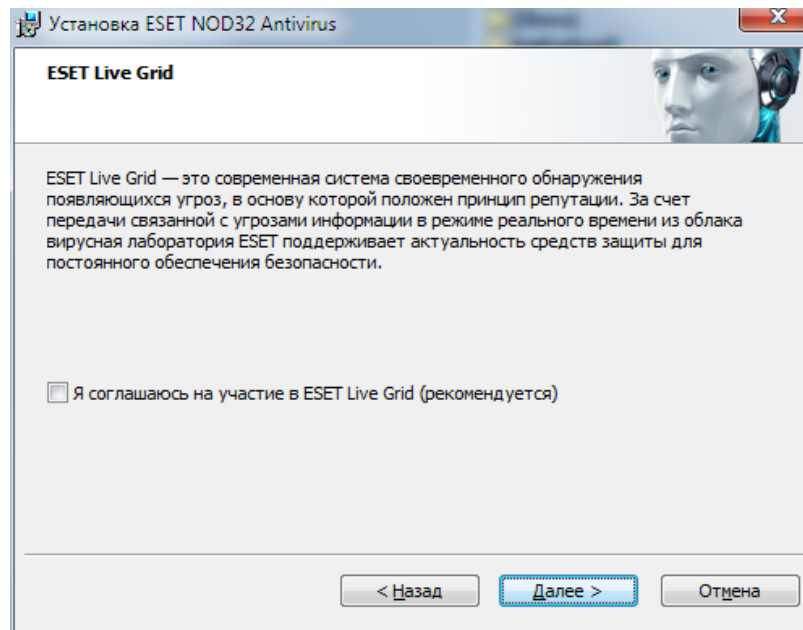 Установка ESET NOD32 Antivirus
ESET Live Grid
ESET Live Grid — это современная система своевременного обнаружения
появляющихся угроз, в основу которой положен принцип репутации. За счет
передачи связанной с угрозами информации в режиме реального времени из облака
вирусная лаборатория ESET поддерживает актуальность средств защиты для
постоянного обеспечения безопасности.
Я соглашаюсь на участие в ESET Live Grid (рекомендуется)
< Назад Далее > Отмена